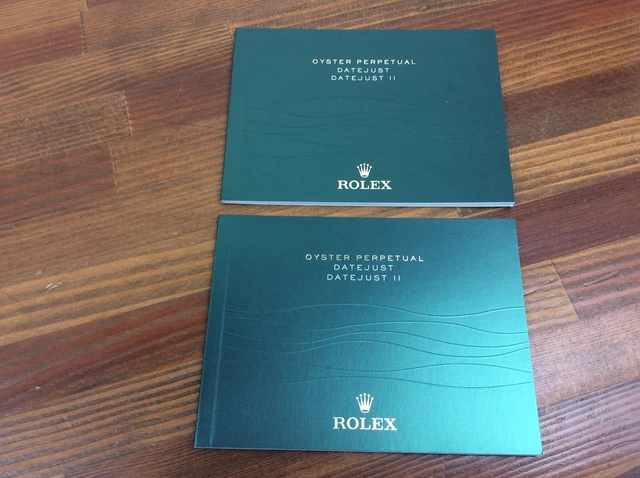 OYSTER PERPETUAL
DATEJUST
DATEJUST II
ROLEX
OYSTER PERPETUAL
DATEJUST
DATEJUST II
ROLEX